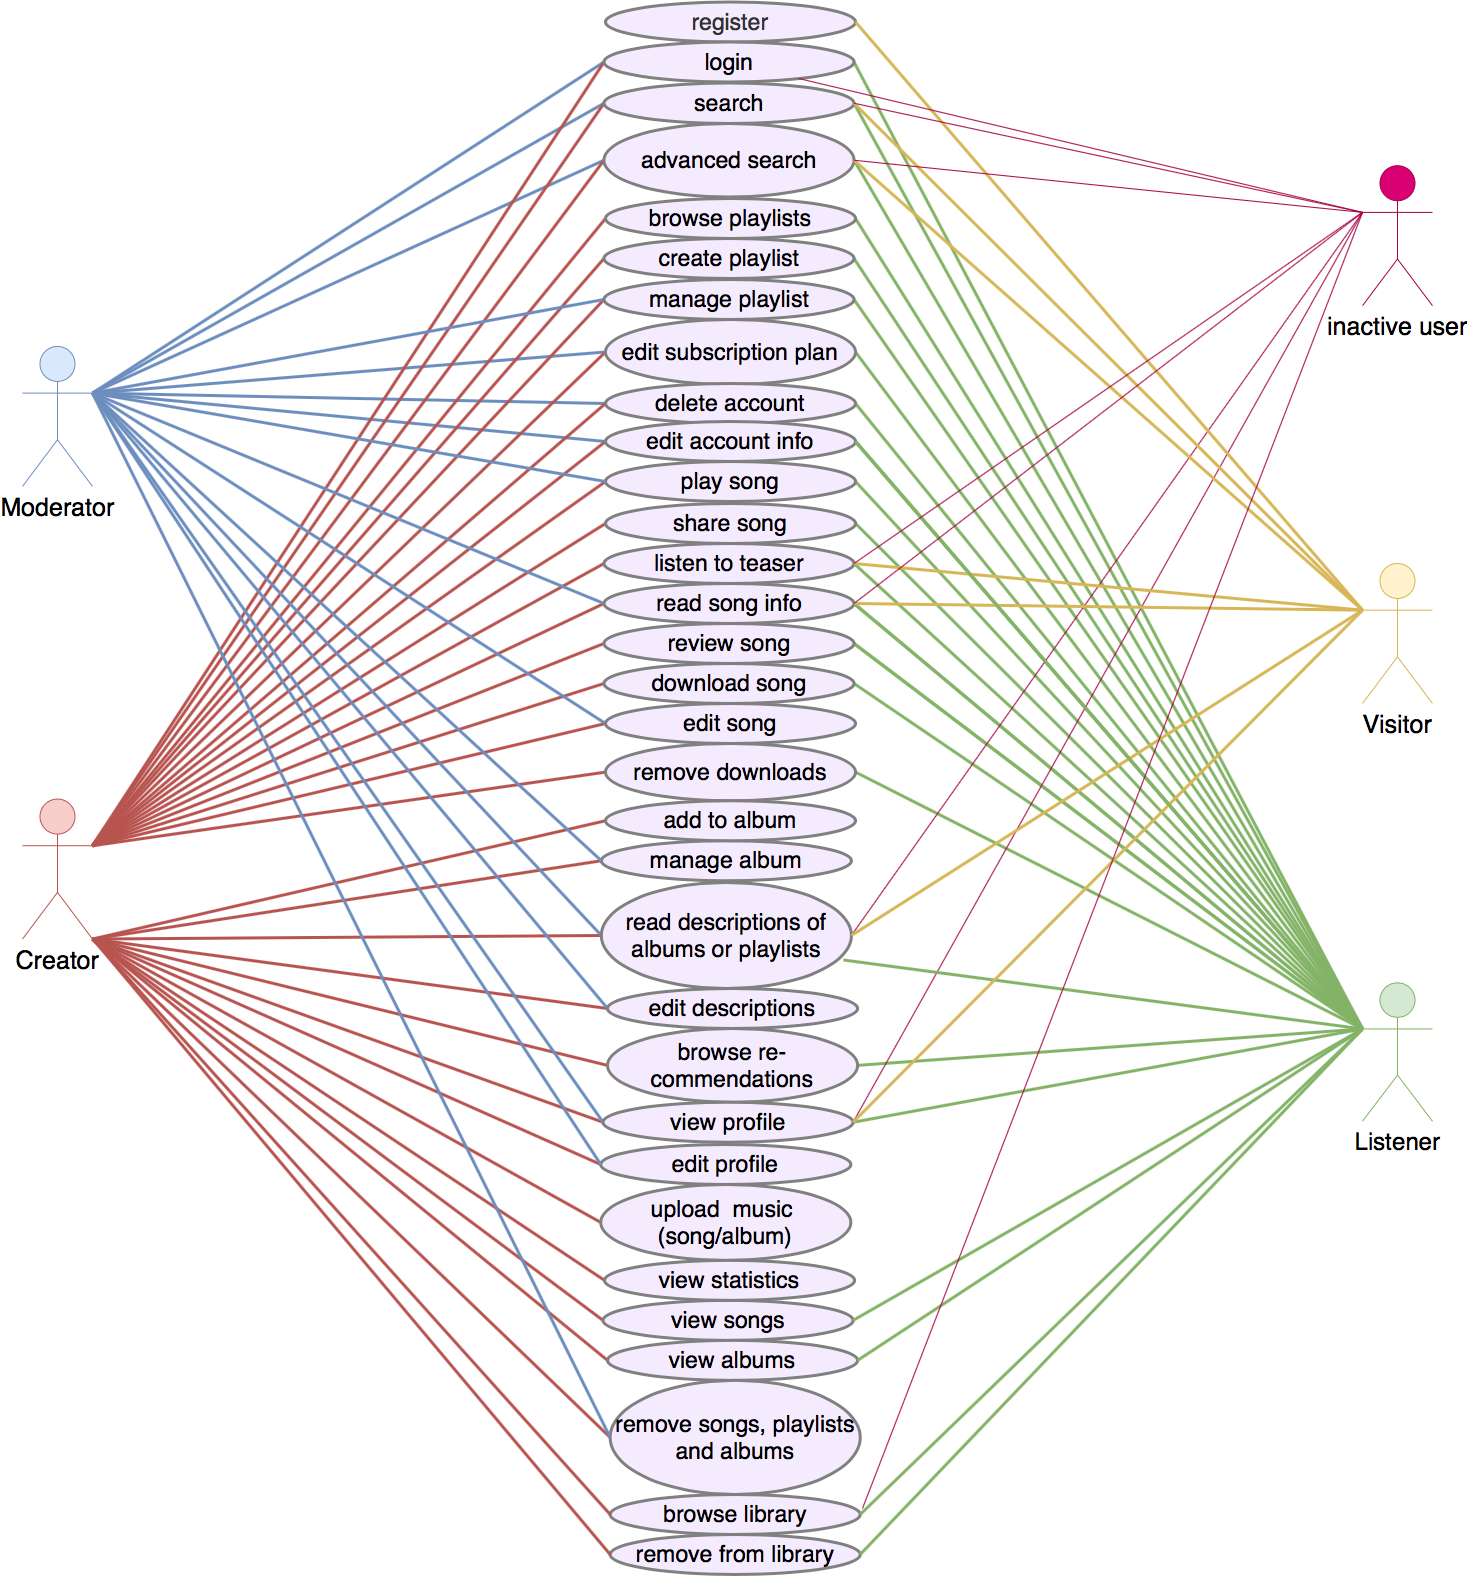 register
login
search
advanced search
browse playlists
create playlist
manage playlist
edit subscription plan
delete account
edit account info
play song
share song
listen to teaser
read song info
review song
download song
edit song
remove downloads
add to album
manage album
read descriptions of
albums or playlists
edit descriptions
browse re-
commendations
view profile
edit profile
upload  music
(song/album)
view statistics
view songs
view albums
remove songs, playlists
and albums
browse library
remove from library
Moderator
Creator
inactive user
Visitor
Listener